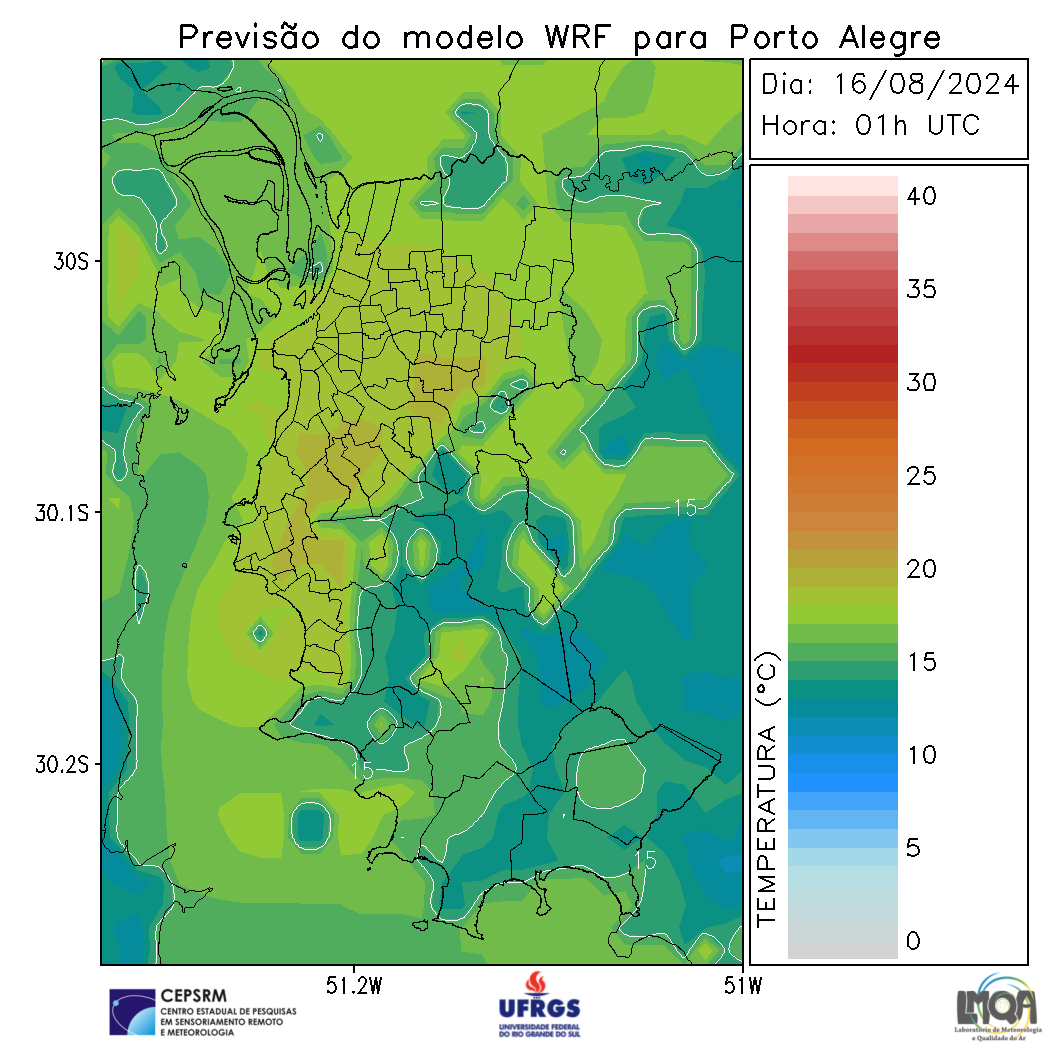 Previsão do modelo WRF para Porto Alegre
Dia: 16/08/2024
Hora: 01h UTC
30S
30.1S
30.2S
51.2W
51W
15
15
15
15
TEMPERATURA (°C)
40
35
30
25
20
15
10
5
0
CEPSRM
CENTRO ESTADUAL DE PESQUISAS
EM SENSORIAMENTO REMOTO
E METEOROLOGIA
UFRGS
UNIVERSIDADE FEDERAL
DO RIO GRANDE DO SUL
LMQA
Laboratório de Meteorologia
e Qualidade do Ar